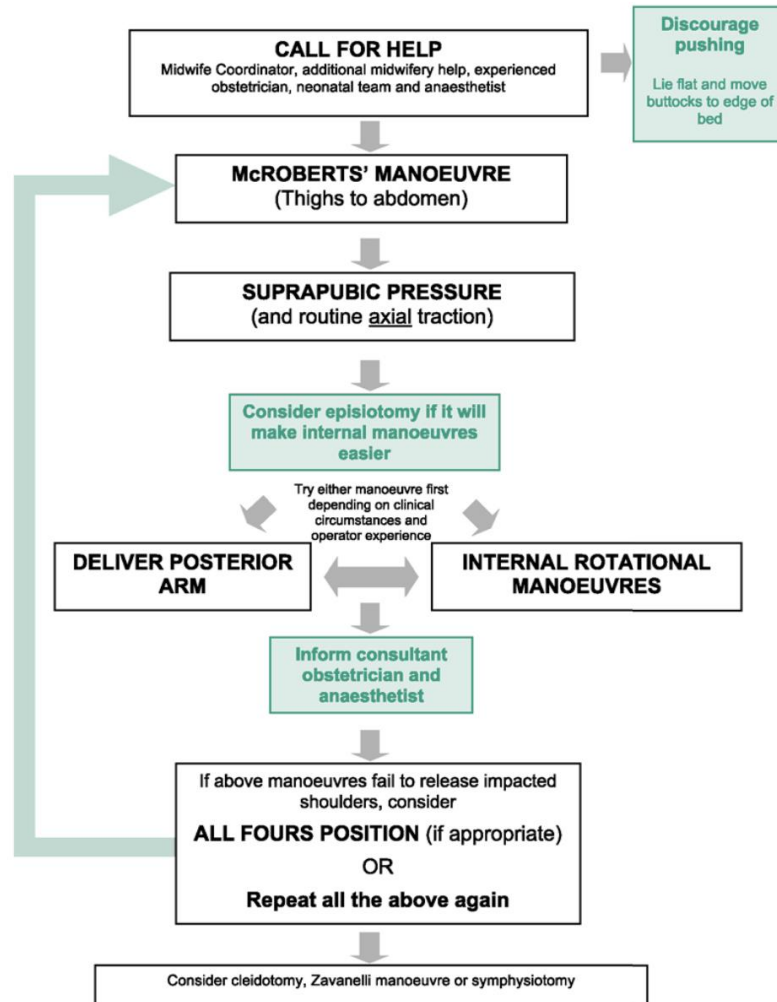 CALL FOR HELP
Midwife Coordinator, additional midwifery help, experienced
obstetrician, neonatal team and anaesthetist
Discourage
pushing
Lie flat and move
buttocks to edge of
bed
McROBERTS’ MANOEUVRE
(Thighs to abdomen)
SUPRAPUBIC PRESSURE
(and routine axial traction)
Consider episiotomy if it will
make internal manoeuvres
easier
Try either manoeuvre first
depending on clinical
circumstances and
operator experience
DELIVER POSTERIOR
ARM
INTERNAL ROTATIONAL
MANOEUVRES
Inform consultant
obstetrician and
anaesthetist
If above manoeuvres fail to release impacted
shoulders, consider
ALL FOURS POSITION (if appropriate)
OR
Repeat all the above again
Consider cleidotomy, Zavanelli manoeuvre or symphysiotomy